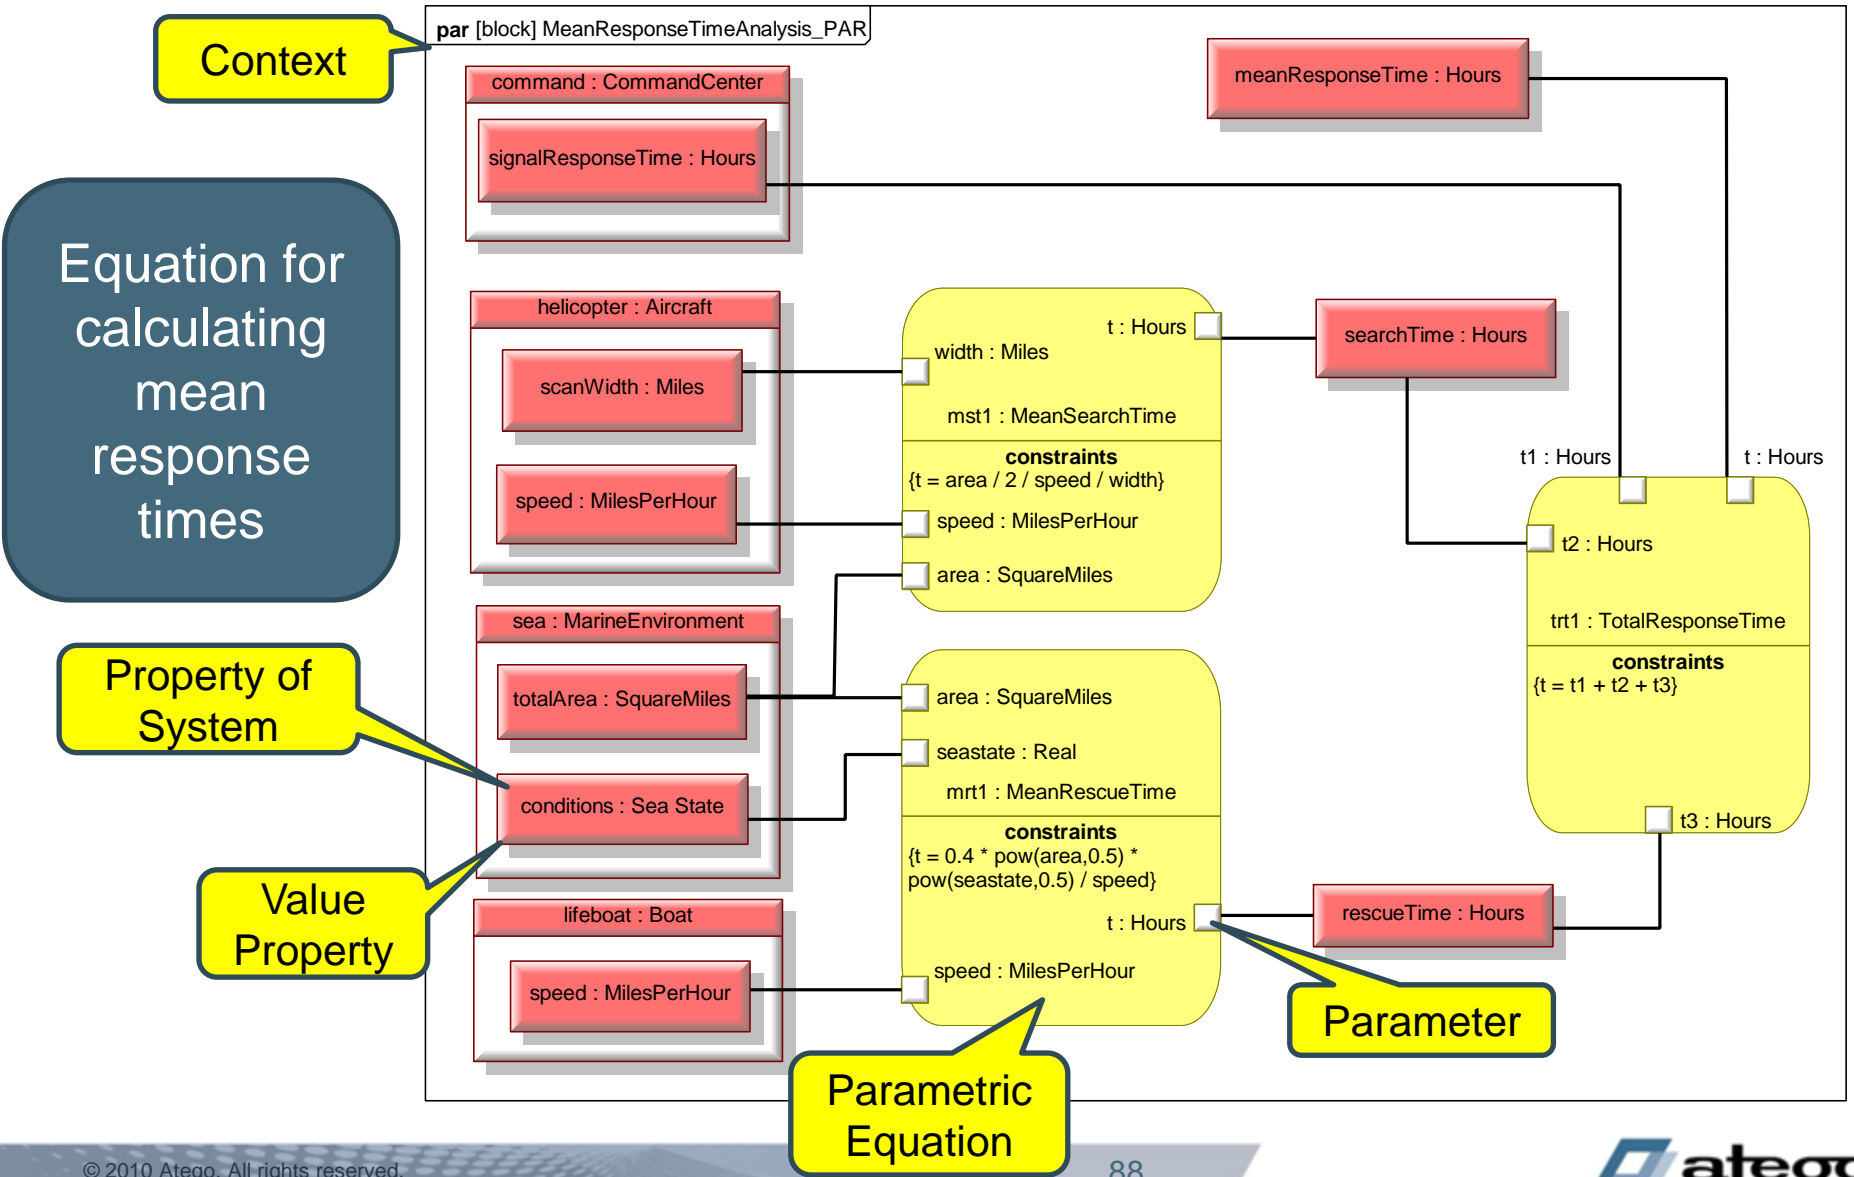 par [block] MeanResponseTimeAnalysis_PAR
Context
command : CommandCenter
signalResponseTime : Hours
meanResponseTime : Hours
Equation for
calculating
mean
response
times
helicopter : Aircraft
scanWidth : Miles
speed : MilesPerHour
t : Hours
width : Miles
mst1 : MeanSearchTime
constraints
{t = area / 2 / speed / width}
speed : MilesPerHour
area : SquareMiles
searchTime : Hours
t1 : Hours
t : Hours
t2 : Hours
trt1 : TotalResponseTime
constraints
{t = t1 + t2 + t3}
t3 : Hours
sea : MarineEnvironment
totalArea : SquareMiles
conditions : Sea State
Property of
System
Value
Property
area : SquareMiles
seastate : Real
mrt1 : MeanRescueTime
constraints
{t = 0.4 * pow(area,0.5) *
pow(seastate,0.5) / speed}
t : Hours
speed : MilesPerHour
rescueTime : Hours
lifeboat : Boat
speed : MilesPerHour
Parameter
Parametric
Equation
© 2010 Atego. All rights reserved.
88
atego